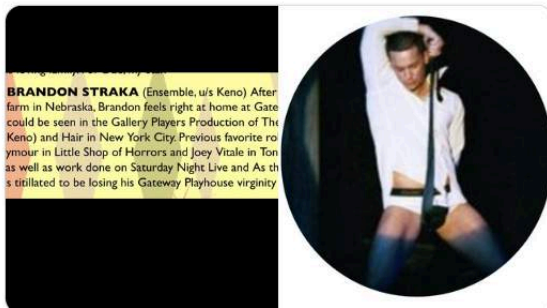 BRANDON STRAKA (Ensemble, u/s Keno) After
farm in Nebraska, Brandon feels right at home at Gate
could be seen in the Gallery Players Production of The
Keno) and Hair in New York City. Previous favorite ro
ymour in Little Shop of Horrors and Joey Vitale in Ton
as well as work done on Saturday Night Live and As th
s titillated to be losing his Gateway Playhouse virginity